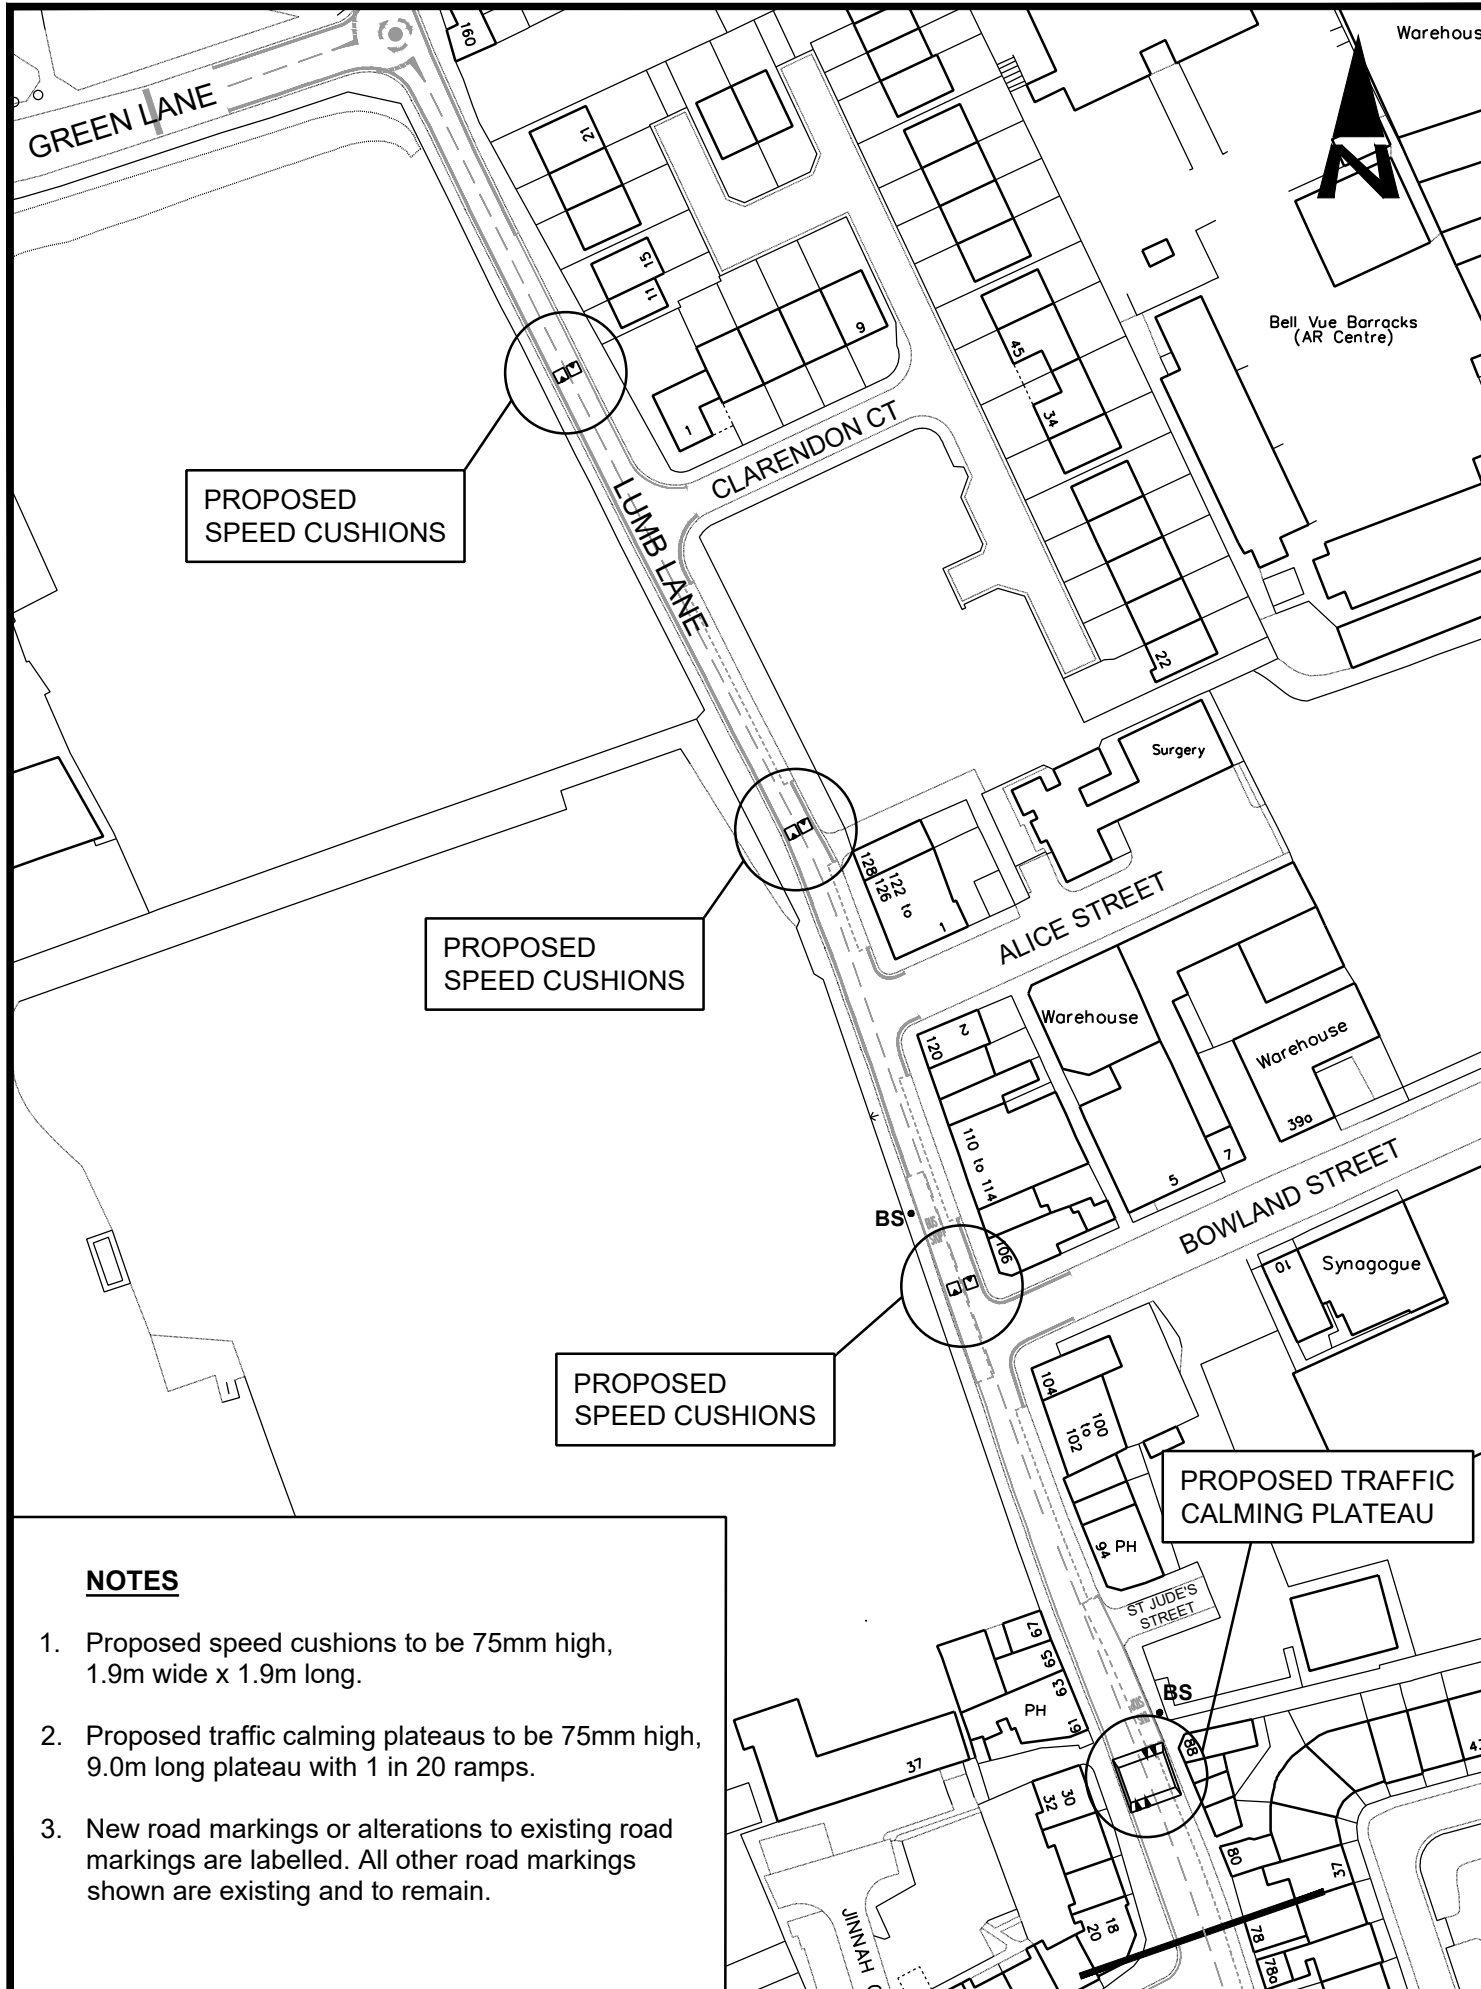 160
Warehous
GREEN LANE
N
21
15
11
9
1
45
34
22
Bell Vue Barracks
(AR Centre)
CLARENDON CT
LUMB LANE
PROPOSED
SPEED CUSHIONS
Surgery
128
126
122 to
1
ALICE STREET
PROPOSED
SPEED CUSHIONS
120
2
Warehouse
Warehouse
39a
110 to 114
5
7
BOWLAND STREET
BS
BUS
STOP
106
10
Synagogue
PROPOSED
SPEED CUSHIONS
104
100
to
102
PROPOSED TRAFFIC
CALMING PLATEAU
94
PH
ST JUDE'S
STREET
67
65
63
61
PH
BS
BUS
STOP
88
37
30
32
80
37
18
20
78
78a
JINNAH
NOTES
1. Proposed speed cushions to be 75mm high,
1.9m wide x 1.9m long.
2. Proposed traffic calming plateaus to be 75mm high,
9.0m long plateau with 1 in 20 ramps.
3. New road markings or alterations to existing road
markings are labelled. All other road markings
shown are existing and to remain.